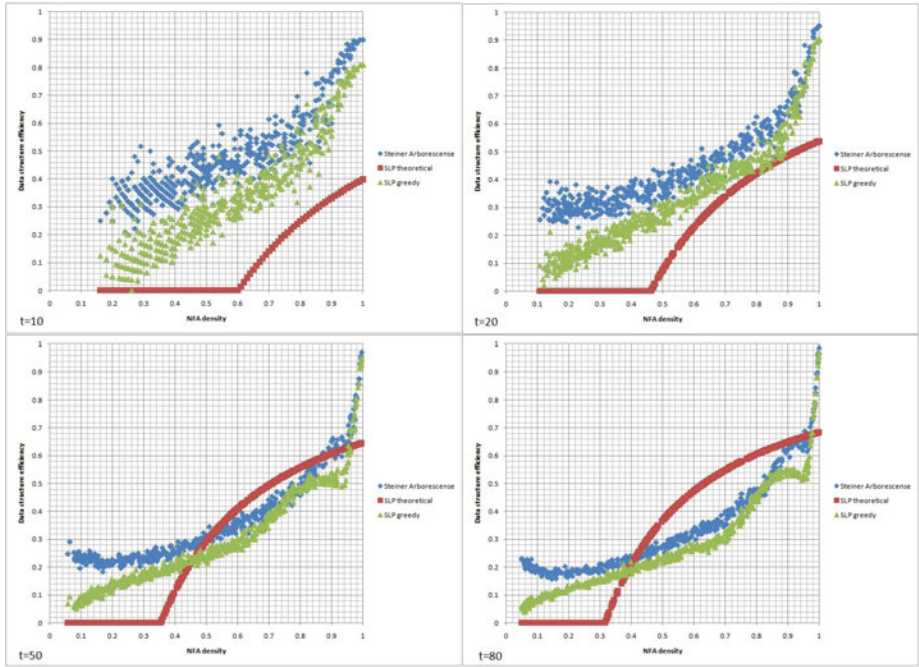 Data structure efficiency
1
0.9
0.8
0.7
0.6
0.5
0.4
0.3
0.2
0.1
0
0 0.1 0.2 0.3 0.4 0.5 0.6 0.7 0.8 0.9 1
NFA density
Steiner Arborescense
SLP theoretical
SLP greedy
t=10
Data structure efficiency
1
0.9
0.8
0.7
0.6
0.5
0.4
0.3
0.2
0.1
0
0 0.1 0.2 0.3 0.4 0.5 0.6 0.7 0.8 0.9 1
NFA density
Steiner Arborescense
SLP theoretical
SLP greedy
t=20
Data structure efficiency
1
0.9
0.8
0.7
0.6
0.5
0.4
0.3
0.2
0.1
0
0 0.1 0.2 0.3 0.4 0.5 0.6 0.7 0.8 0.9 1
NFA density
Steiner Arborescense
SLP theoretical
SLP greedy
t=50
Data structure efficiency
1
0.9
0.8
0.7
0.6
0.5
0.4
0.3
0.2
0.1
0
0 0.1 0.2 0.3 0.4 0.5 0.6 0.7 0.8 0.9 1
NFA density
Steiner Arborescense
SLP theoretical
SLP greedy
t=80